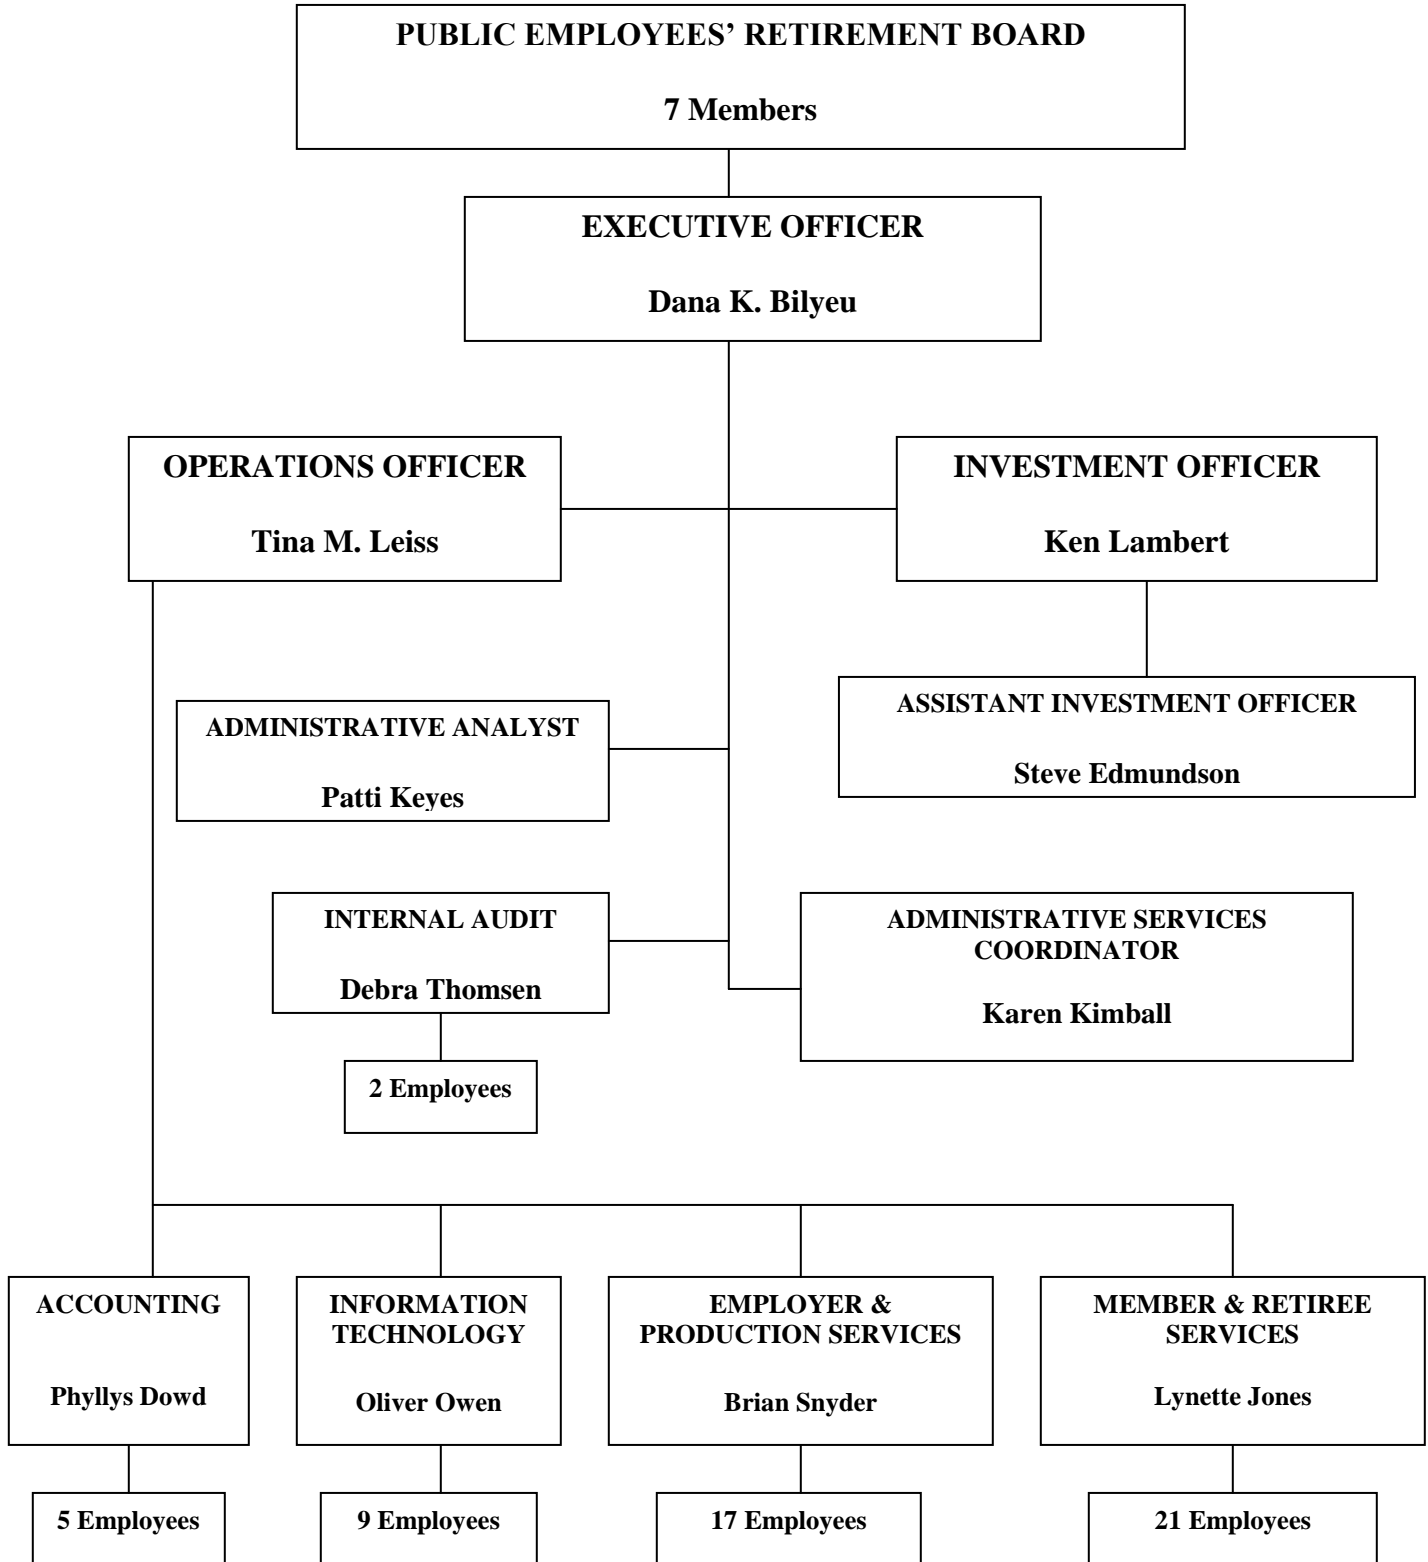 PUBLIC EMPLOYEES’ RETIREMENT BOARD
7 Members
EXECUTIVE OFFICER
Dana K. Bilyeu
OPERATIONS OFFICER
Tina M. Leiss
INVESTMENT OFFICER
Ken Lambert
ASSISTANT INVESTMENT OFFICER
Steve Edmundson
ADMINISTRATIVE ANALYST
Patti Keyes
INTERNAL AUDIT
Debra Thomsen
2 Employees
ADMINISTRATIVE SERVICES
COORDINATOR
Karen Kimball
ACCOUNTING
Phyllys Dowd
5 Employees
INFORMATION
TECHNOLOGY
Oliver Owen
9 Employees
EMPLOYER &
PRODUCTION SERVICES
Brian Snyder
17 Employees
MEMBER & RETIREE
SERVICES
Lynette Jones
21 Employees